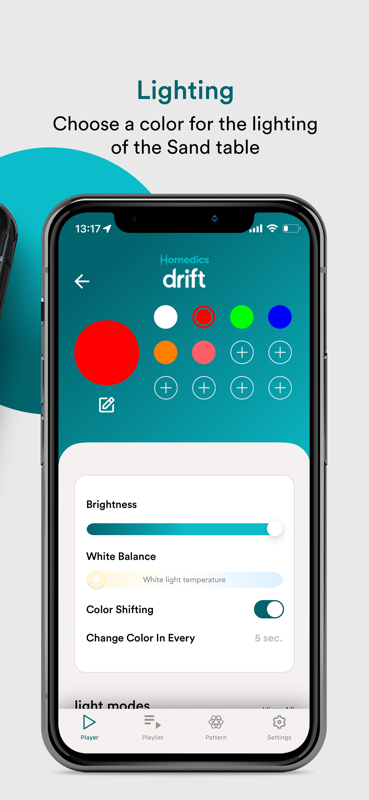 Lighting
Choose a color for the lighting
of the Sand table
13:17
Homedics
drift
Brightness
White Balance
White light temperature
Color Shifting
Change Color In Every
5 sec.
light modes
Player
Playlist
Pattern
Settings